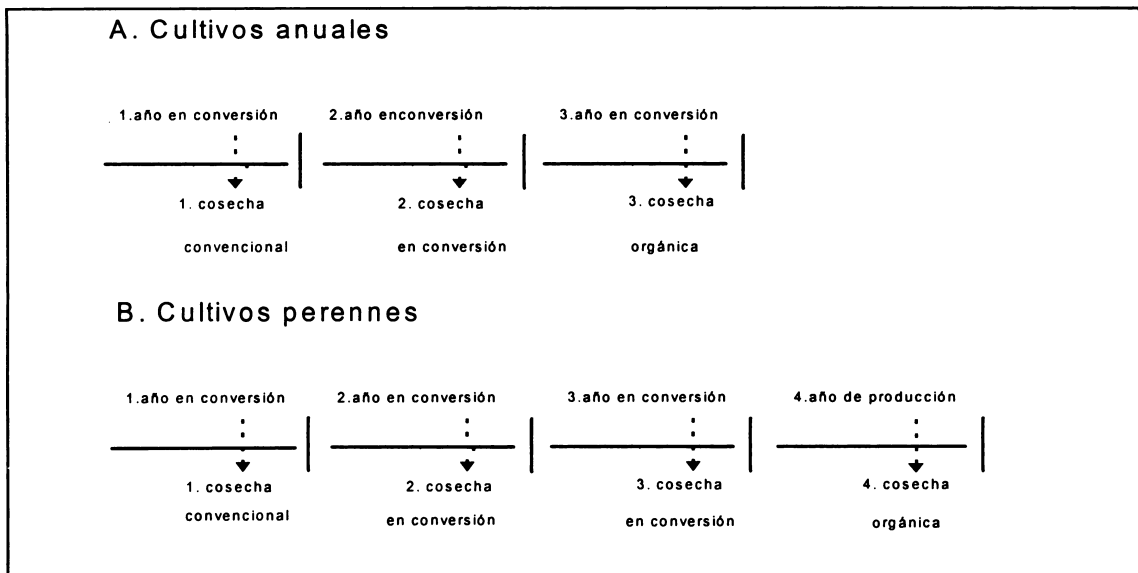 A. Cultivos anuales
1.año en conversión 2.año enconversión 3.año en conversión
1. cosecha 2. cosecha 3. cosecha
convencional en conversión orgánica
B. Cultivos perennes
1.año en conversión 2.año en conversión 3.año en conversión 4.año de producción
1. cosecha 2. cosecha 3. cosecha 4. cosecha
convencional en conversión en conversión orgánica